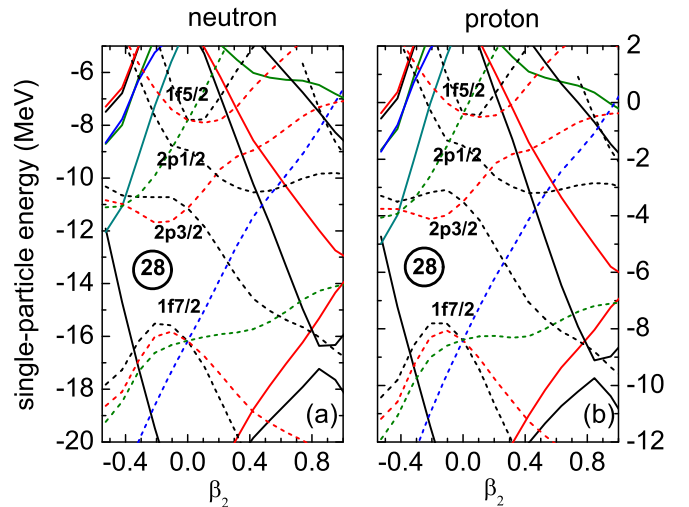 neutron proton
single-particle energy (MeV)
-6
-8
-10
-12
-14
-16
-18
-20
1f5/2
2p1/2
2p3/2
28
1f7/2
(a)
-0.4 0.0 0.4 0.8
β2
1f5/2
2p1/2
2p3/2
28
1f7/2
(b)
2
0
-2
-4
-6
-8
-10
-12
-0.4 0.0 0.4 0.8
β2